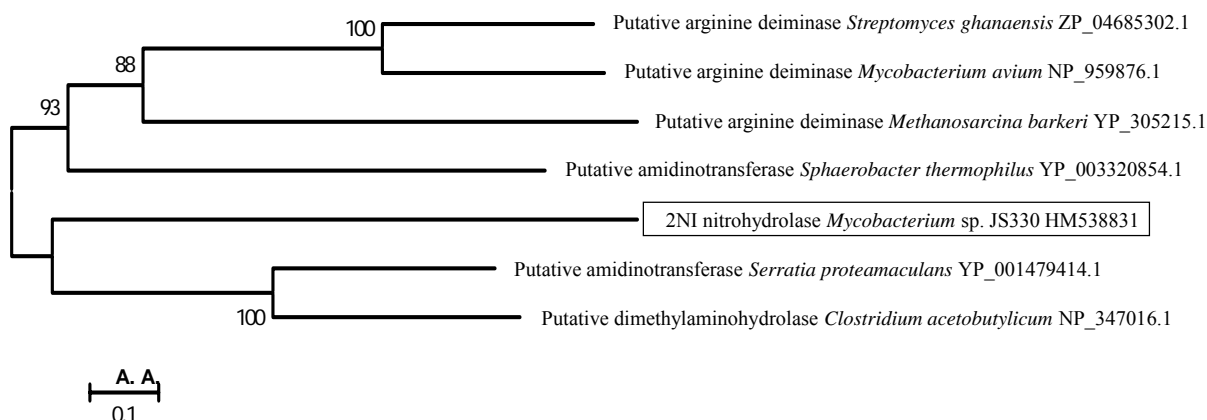 100
Putative arginine deiminase Streptomyces ghanaensis ZP_04685302.1
88
Putative arginine deiminase Mycobacterium avium NP_959876.1
93
Putative arginine deiminase Methanosarcina barkeri YP_305215.1
Putative amidinotransferase Sphaerobacter thermophilus YP_003320854.1
2NI nitrohydrolase Mycobacterium sp. JS330 HM538831
Putative amidinotransferase Serratia proteamaculans YP_001479414.1
100
Putative dimethylaminohydrolase Clostridium acetobutylicum NP_347016.1
A. A.
0.1